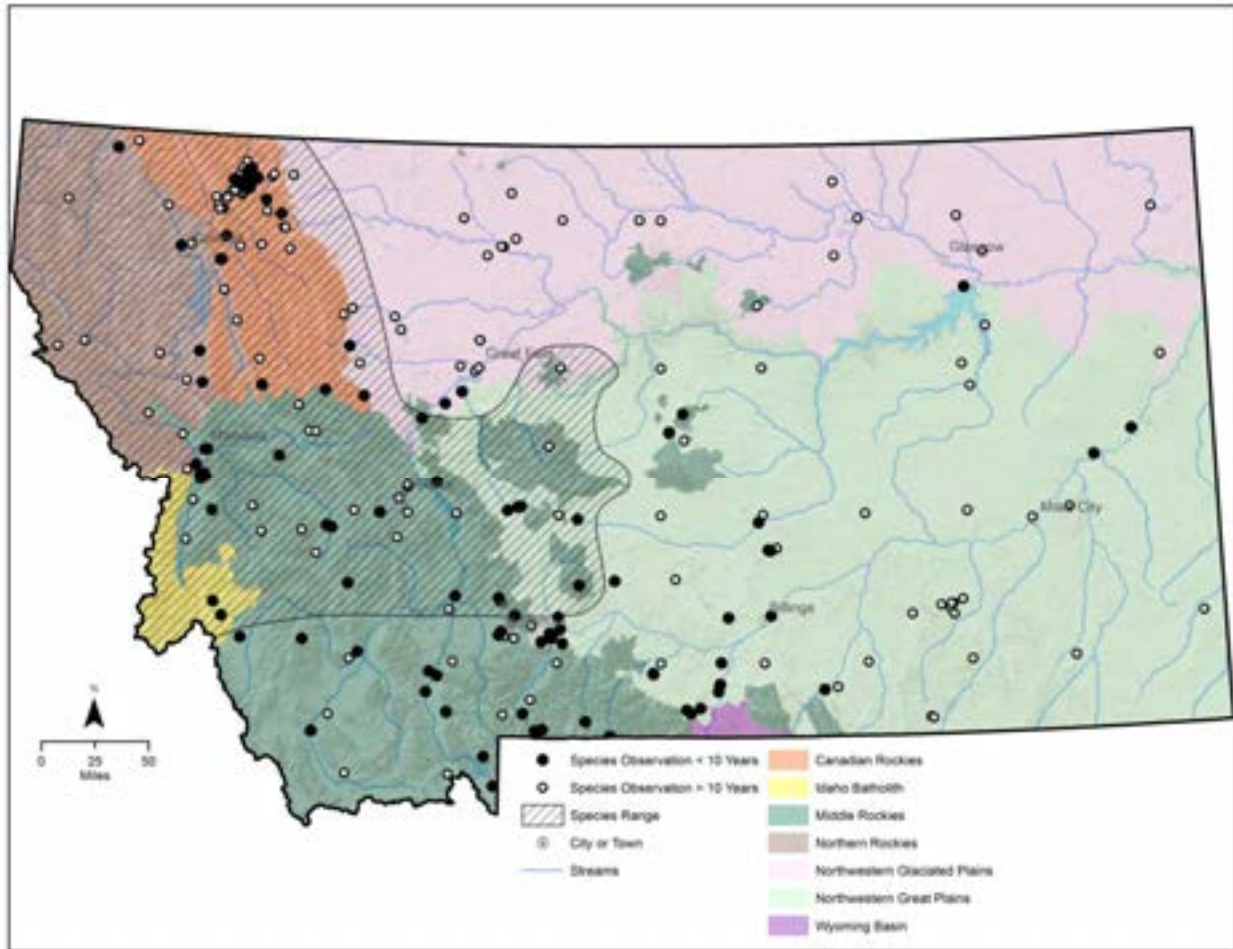 Glasgow
Great Falls
Missoula
Miles City
Billings
N
0 25 50
Miles
Species Observation < 10 Years
Species Observation > 10 Years
Species Range
City or Town
Streams
Canadian Rockies
Idaho Batholith
Middle Rockies
Northern Rockies
Northwestern Glaciated Plains
Northwestern Great Plains
Wyoming Basin